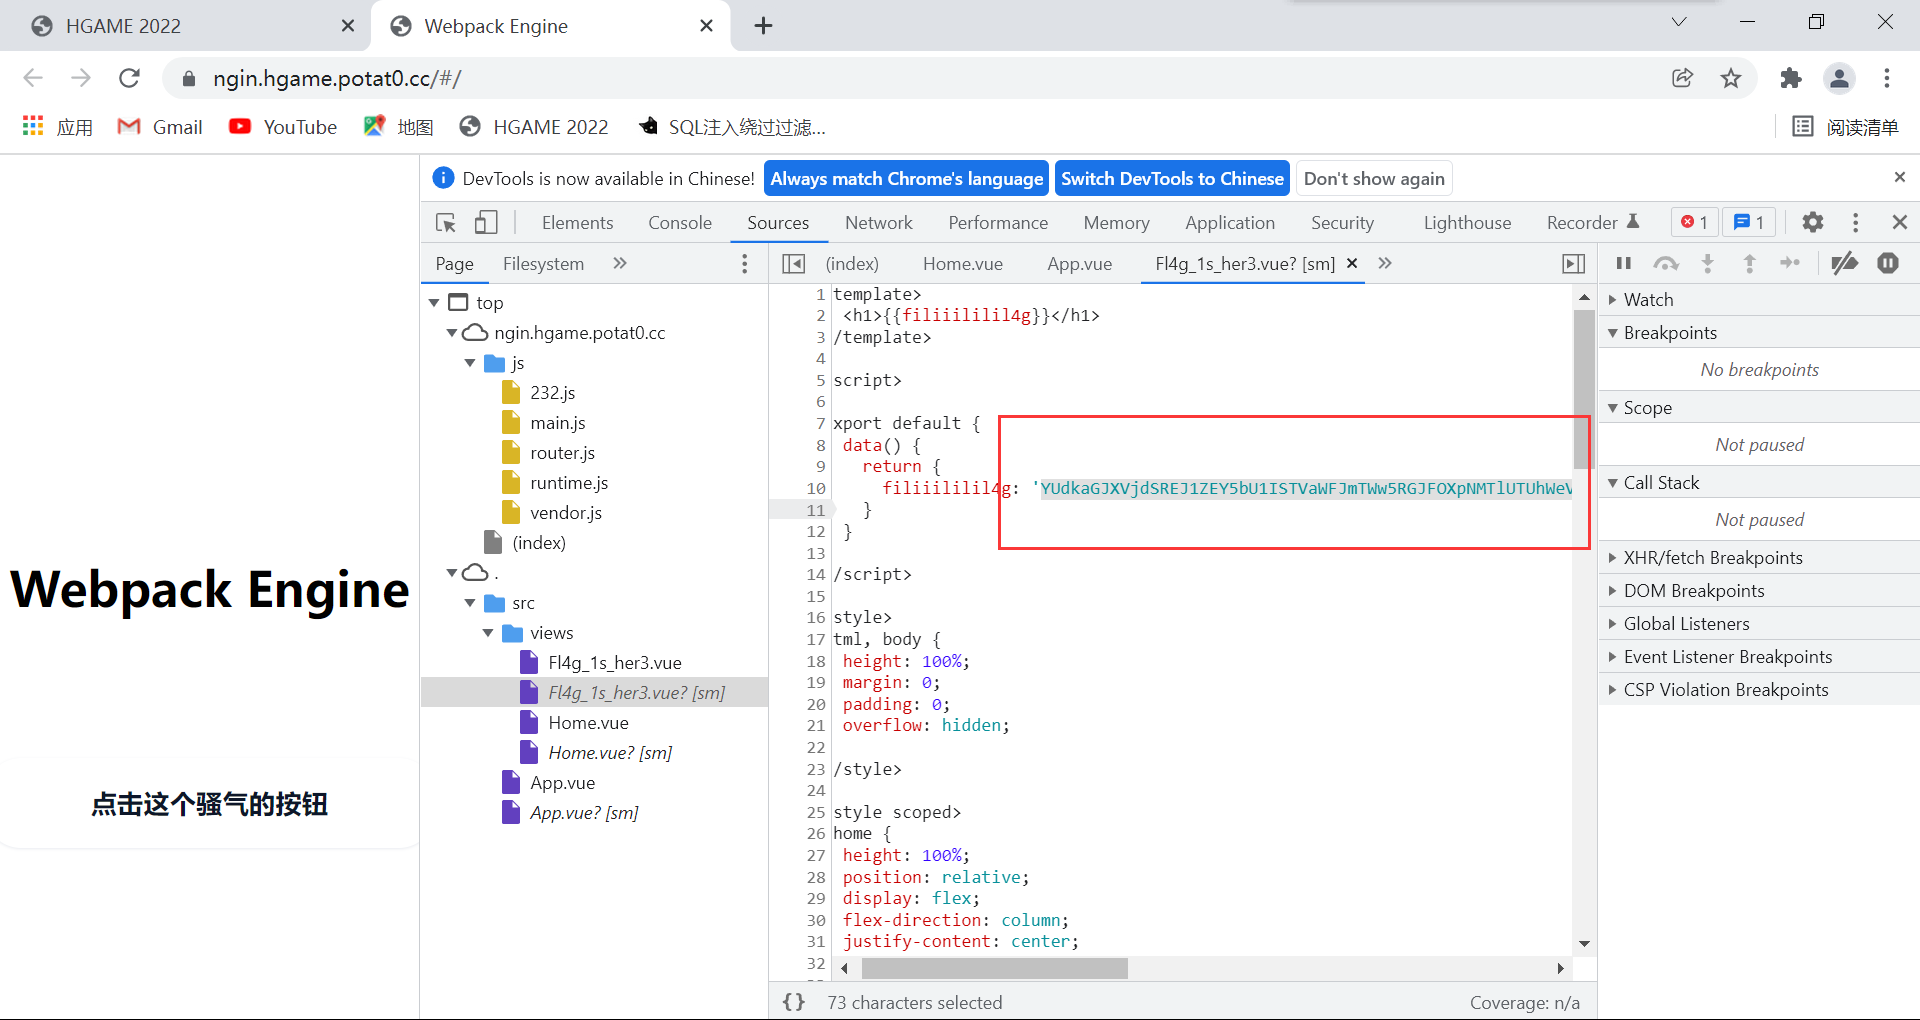 HGAME 2022
Webpack Engine
ngin.hgame.potat0.cc/#/
应用 Gmail YouTube 地图 HGAME 2022 SQL注入绕过过滤... 阅读清单
DevTools is now available in Chinese! Always match Chrome's language Switch DevTools to Chinese Don't show again
Elements Console Sources Network Performance Memory Application Security Lighthouse Recorder 1 1
Page Filesystem
(index) Home.vue App.vue Fl4g_1s_her3.vue? [sm]
top
ngin.hgame.potat0.cc
js
232.js
main.js
router.js
runtime.js
vendor.js
(index)
.
src
views
Fl4g_1s_her3.vue
Fl4g_1s_her3.vue? [sm]
Home.vue
Home.vue? [sm]
App.vue
App.vue? [sm]
Webpack Engine
点击这个骚气的按钮
1 template>
2 <h1>{{filiiililil4g}}</h1>
3 /template>
4
5 script>
6
7 xport default {
8 data() {
9 return {
10 filiiililil4g: 'YUdkaGJXVjdSREJ1ZEY5bU1ISTVaWFJmTWw5RGJFOXpNMTlUTUhWeV
11 }
12 }
13
14 /script>
15
16 style>
17 tml, body {
18 height: 100%;
19 margin: 0;
20 padding: 0;
21 overflow: hidden;
22
23 /style>
24
25 style scoped>
26 home {
27 height: 100%;
28 position: relative;
29 display: flex;
30 flex-direction: column;
31 justify-content: center;
32
{} 73 characters selected Coverage: n/a
Watch
Breakpoints
No breakpoints
Scope
Not paused
Call Stack
Not paused
XHR/fetch Breakpoints
DOM Breakpoints
Global Listeners
Event Listener Breakpoints
CSP Violation Breakpoints